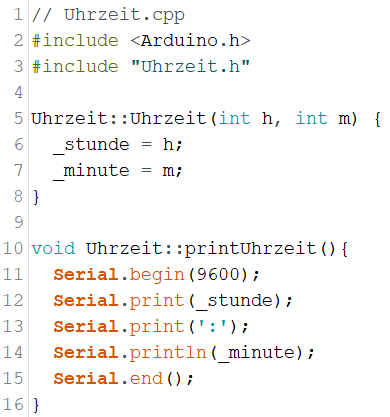 1 // Uhrzeit.cpp
2 #include <Arduino.h>
3 #include "Uhrzeit.h"
4
5 Uhrzeit::Uhrzeit(int h, int m) {
6   _stunde = h;
7   _minute = m;
8 }
9
10 void Uhrzeit::printUhrzeit(){
11   Serial.begin(9600);
12   Serial.print(_stunde);
13   Serial.print(':');
14   Serial.println(_minute);
15   Serial.end();
16 }